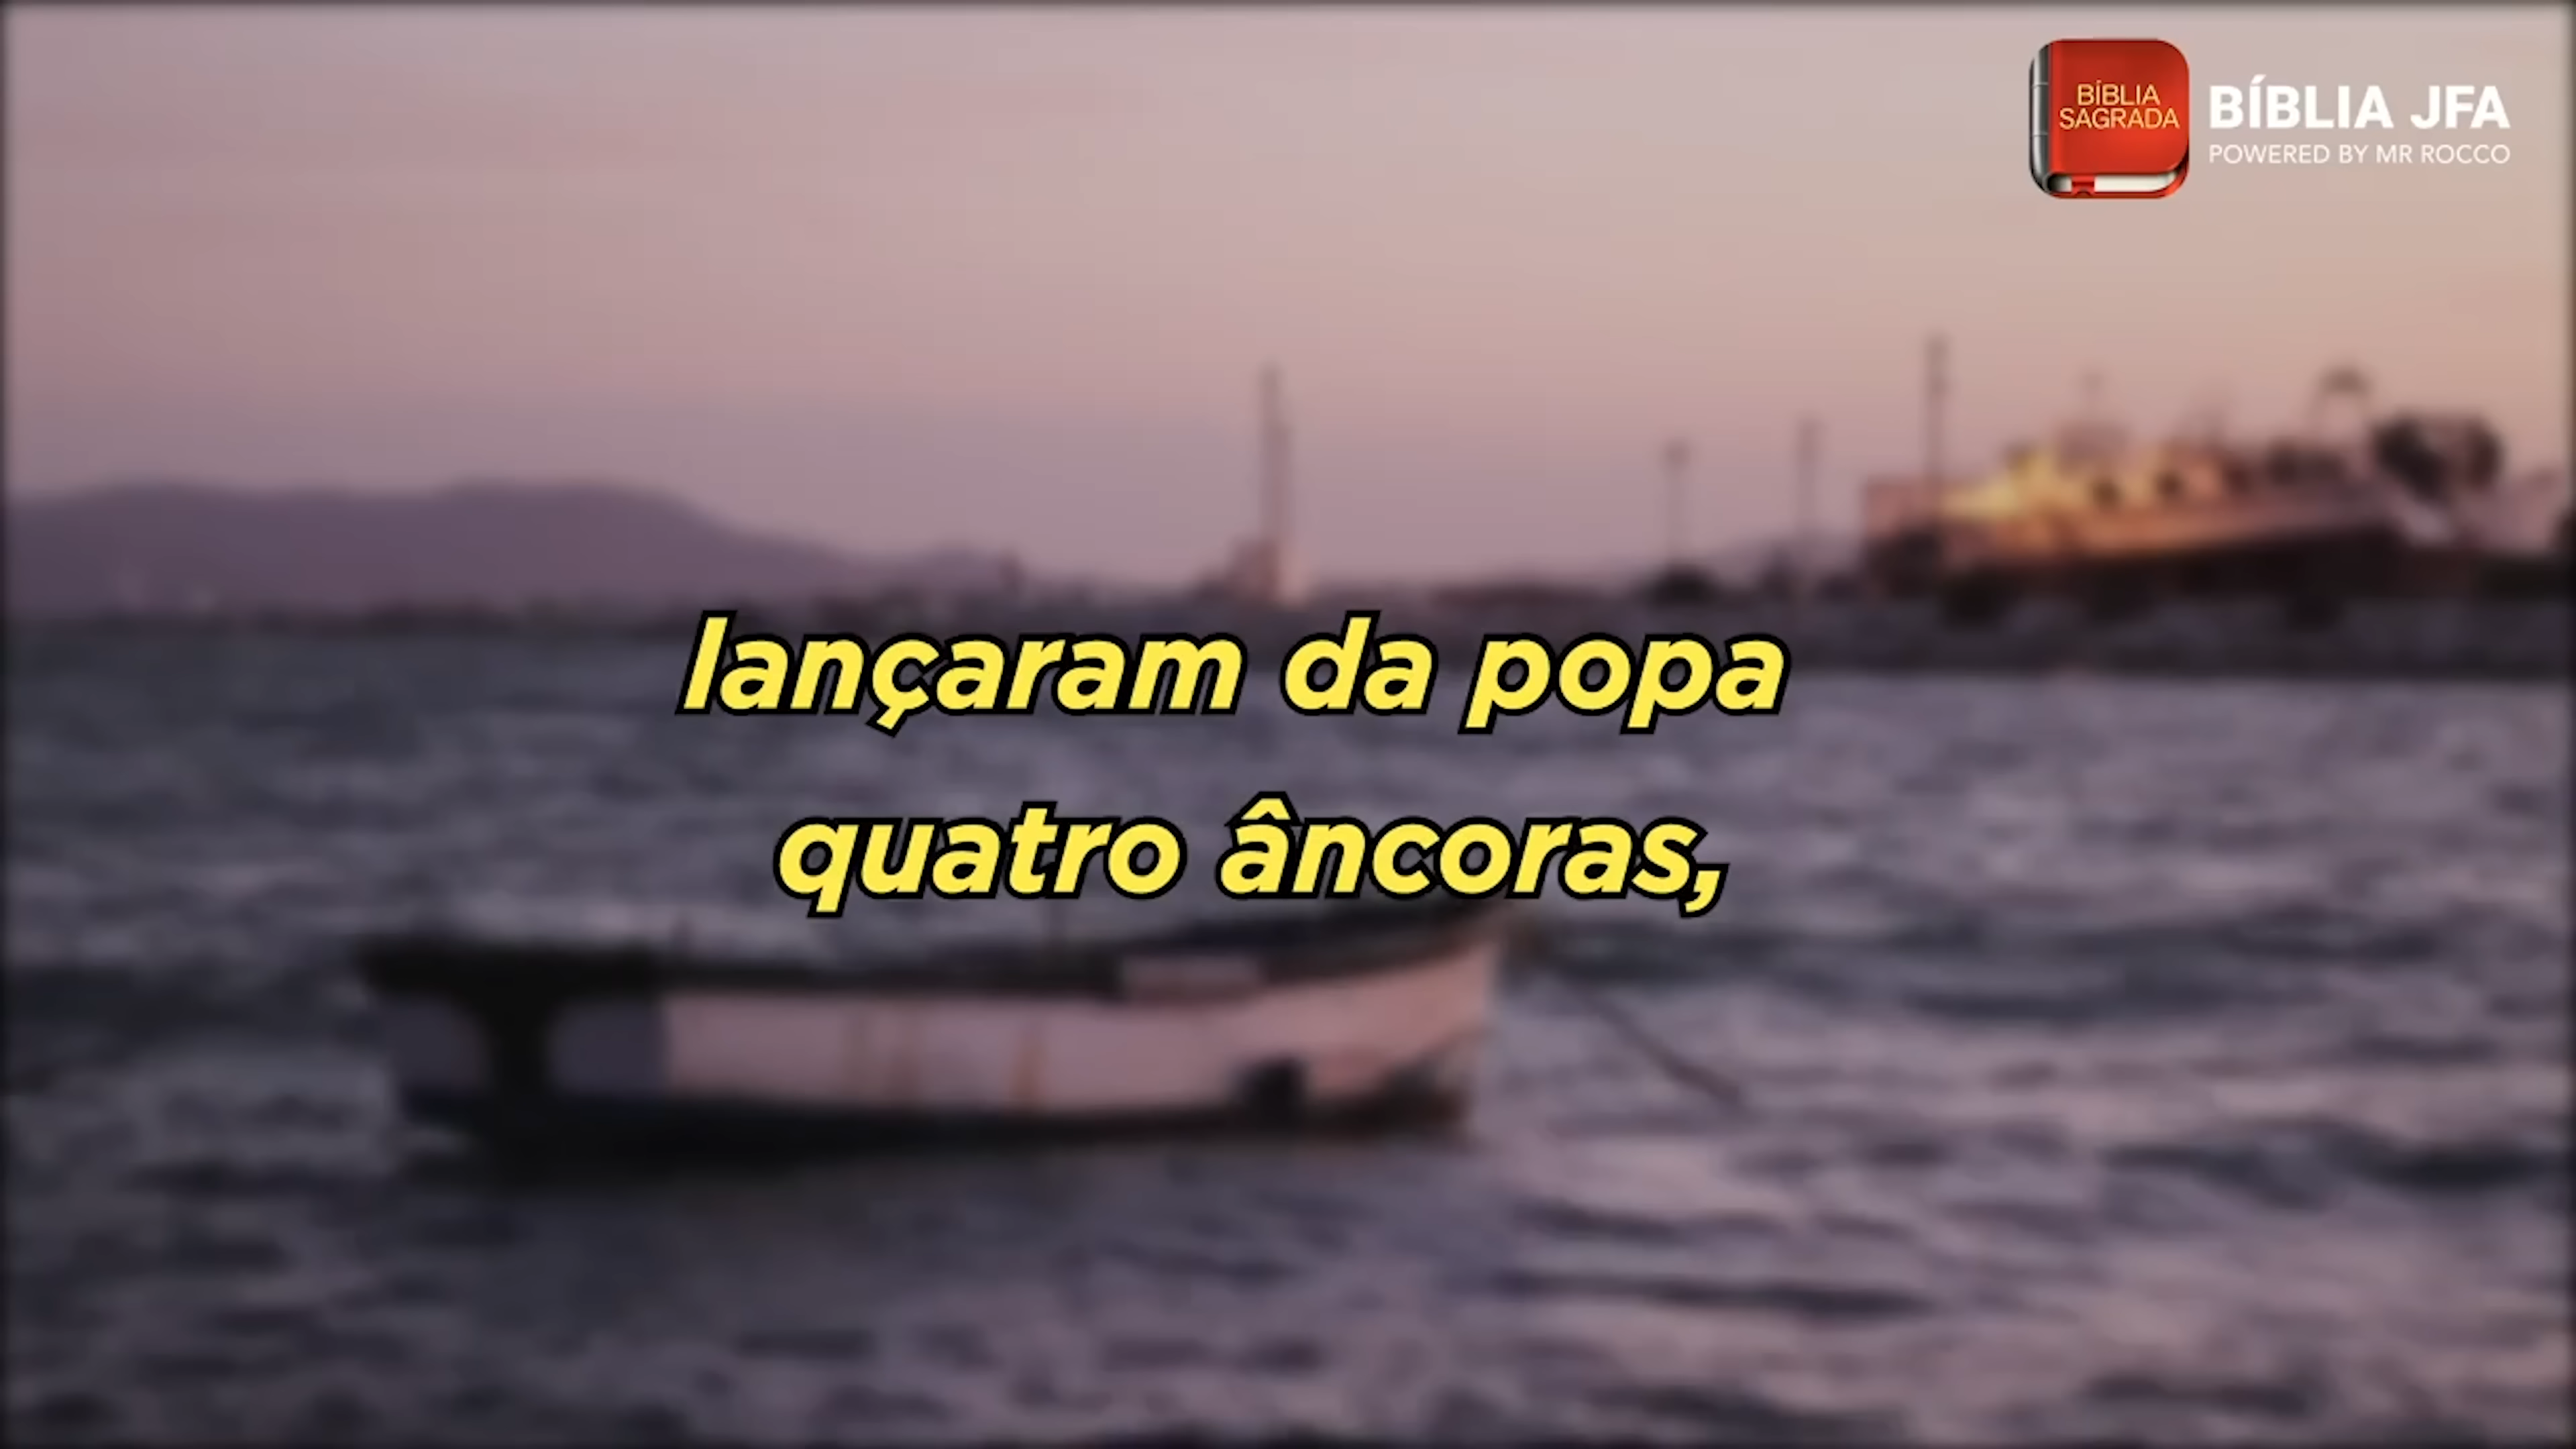 BÍBLIA
SAGRADA
BÍBLIA JFA
POWERED BY MR ROCCO
lançaram da popa
quatro âncoras,